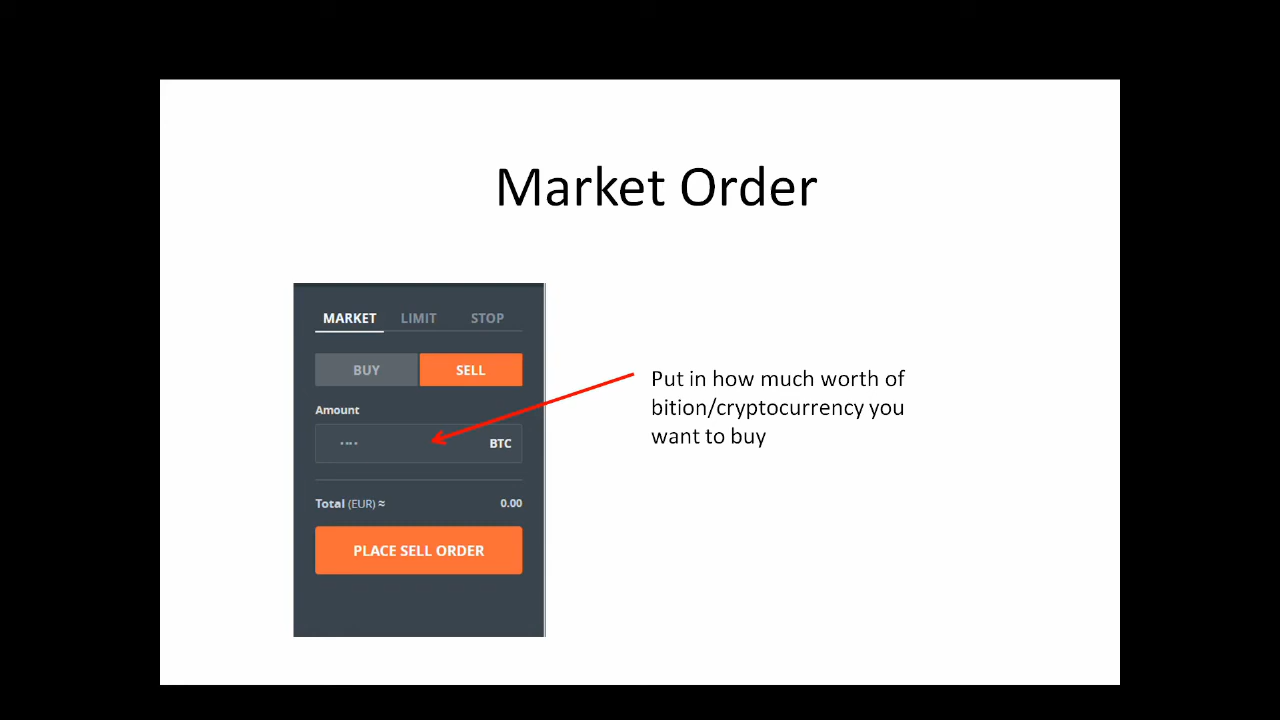 Market Order
MARKET LIMIT STOP
BUY SELL
Amount
BTC
Total (EUR) ≈ 0.00
PLACE SELL ORDER
Put in how much worth of
bition/cryptocurrency you
want to buy